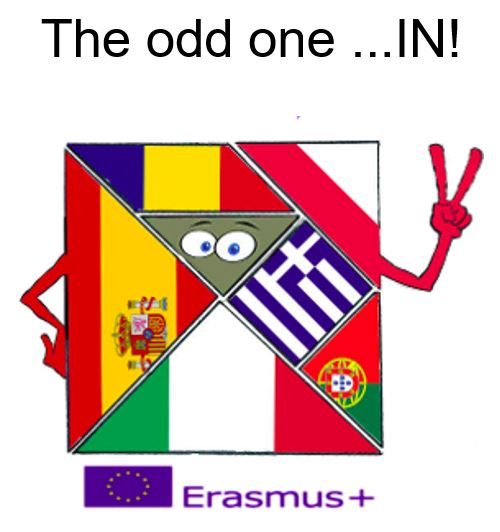 The odd one ...IN!
Erasmus+